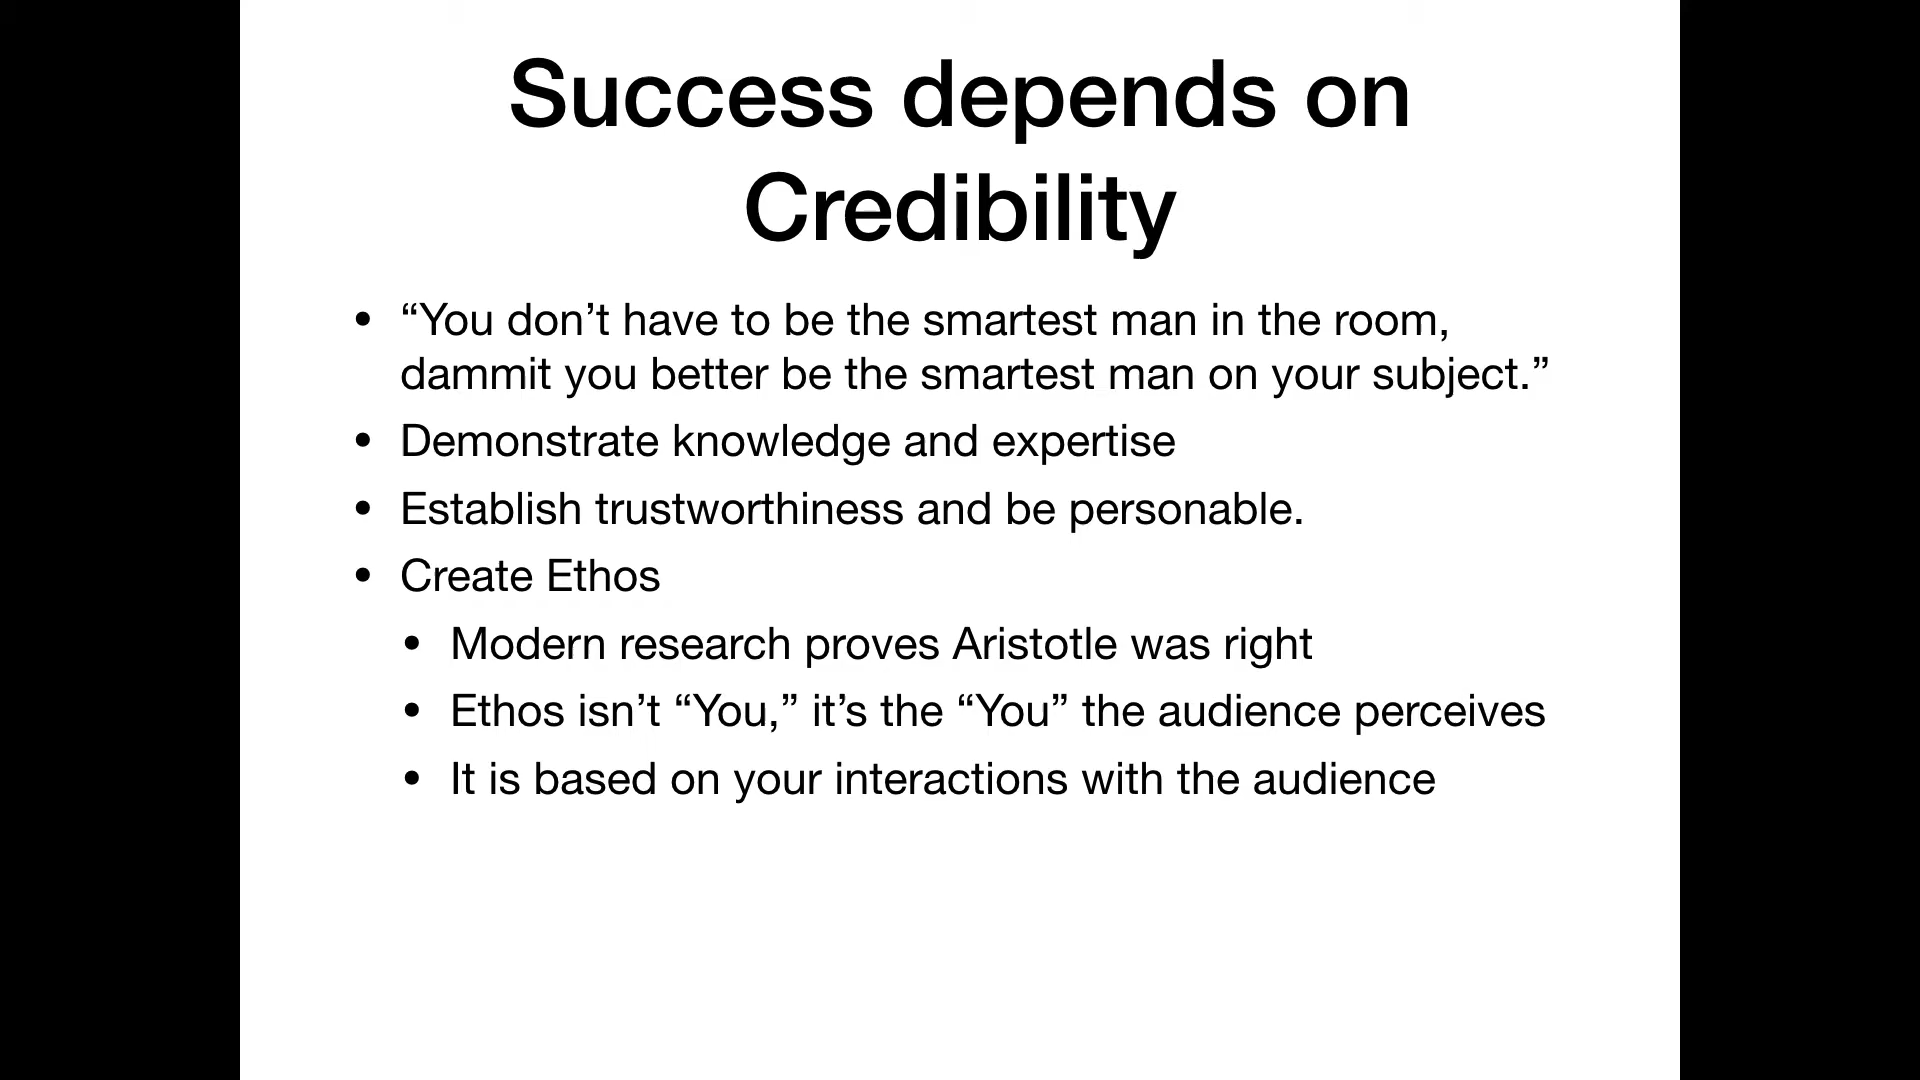 Success depends on
Credibility
• “You don’t have to be the smartest man in the room,
dammit you better be the smartest man on your subject.”
• Demonstrate knowledge and expertise
• Establish trustworthiness and be personable.
• Create Ethos
• Modern research proves Aristotle was right
• Ethos isn’t “You,” it’s the “You” the audience perceives
• It is based on your interactions with the audience